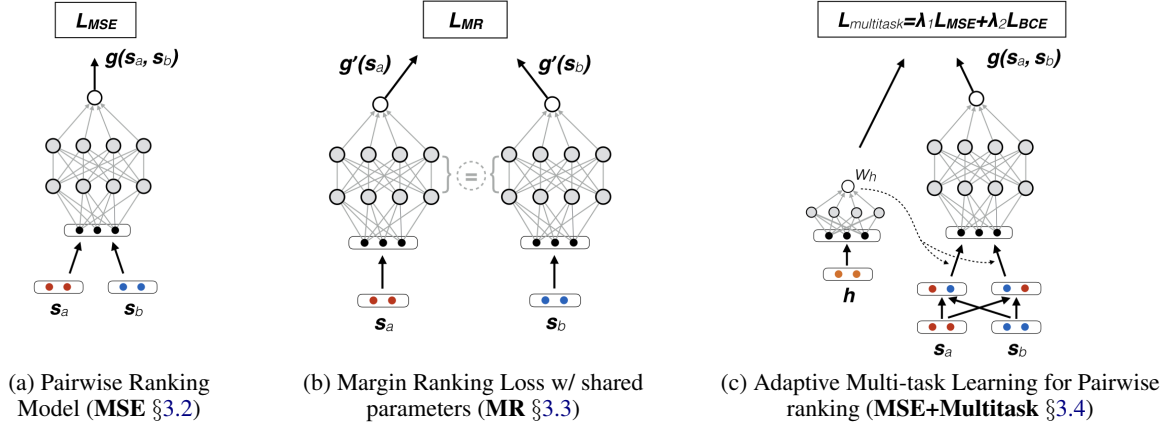 L_MSE
g(s_a, s_b)
s_a
s_b
(a) Pairwise Ranking
Model (MSE §3.2)
L_MR
g'(s_a)
g'(s_b)
=
s_a
s_b
(b) Margin Ranking Loss w/ shared
parameters (MR §3.3)
L_multitask=λ₁L_MSE+λ₂L_BCE
g(s_a, s_b)
w_h
h
s_a
s_b
(c) Adaptive Multi-task Learning for Pairwise
ranking (MSE+Multitask §3.4)